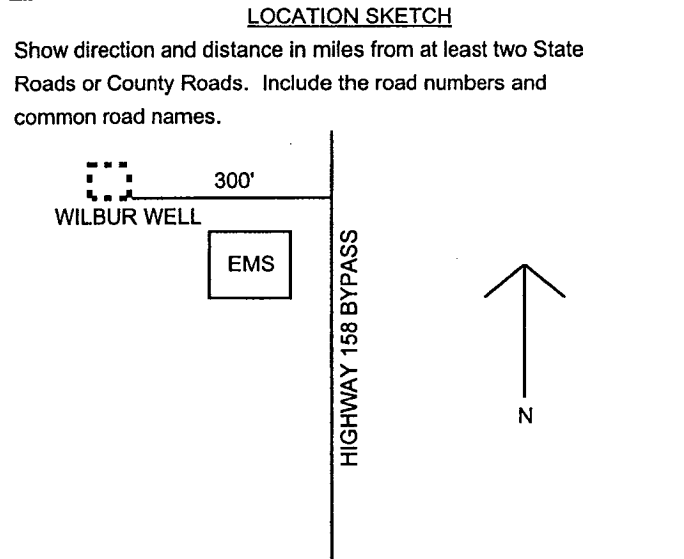 LOCATION SKETCH
Show direction and distance in miles from at least two State
Roads or County Roads. Include the road numbers and
common road names.
300'
WILBUR WELL
EMS
HIGHWAY 158 BYPASS
N